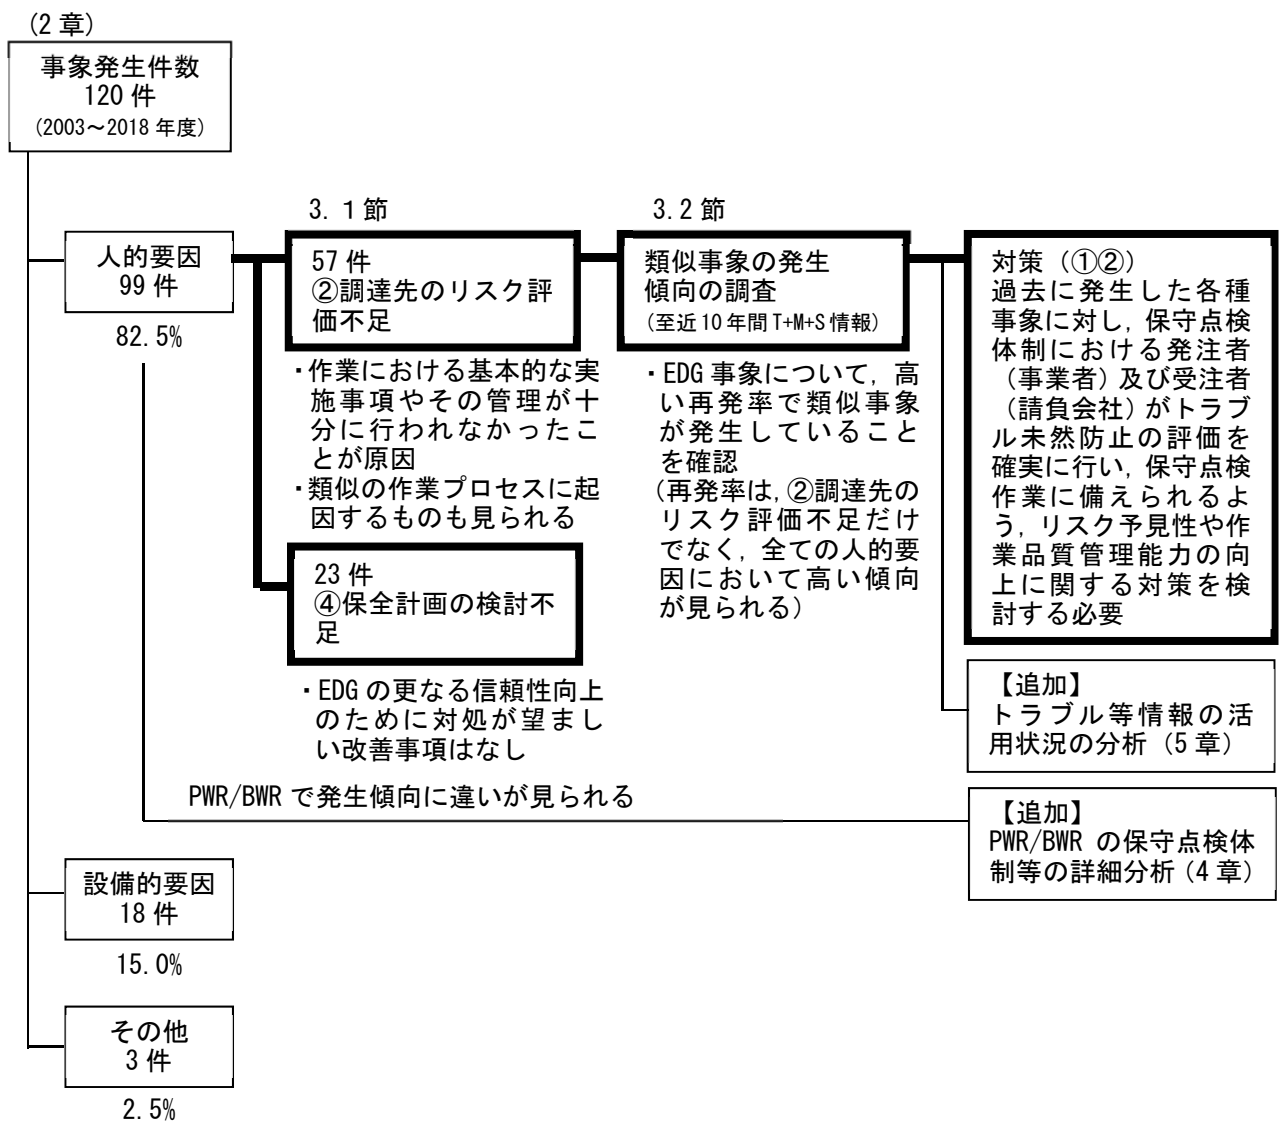 (2 章)
事象発生件数
120 件
(2003～2018 年度)
人的要因
99 件
82.5%
3. 1 節
57 件
②調達先のリスク評
価不足
・作業における基本的な実
施事項やその管理が十
分に行われなかったこ
とが原因
・類似の作業プロセスに起
因するものも見られる
23 件
④保全計画の検討不
足
・EDG の更なる信頼性向上
のために対処が望まし
い改善事項はなし
3.2 節
類似事象の発生
傾向の調査
(至近 10 年間 T+M+S 情報)
・EDG 事象について, 高
い再発率で類似事象
が発生していること
を確認
(再発率は, ②調達先の
リスク評価不足だけ
でなく, 全ての人的要
因において高い傾向
が見られる)
対策 (①②)
過去に発生した各種
事象に対し, 保守点検
体制における発注者
(事業者) 及び受注者
(請負会社) がトラブ
ル未然防止の評価を
確実に行い, 保守点検
作業に備えられるよ
う, リスク予見性や作
業品質管理能力の向
上に関する対策を検
討する必要
【追加】
トラブル等情報の活
用状況の分析 (5 章)
PWR/BWR で発生傾向に違いが見られる
【追加】
PWR/BWR の保守点検体
制等の詳細分析 (4 章)
設備的要因
18 件
15.0%
その他
3 件
2.5%